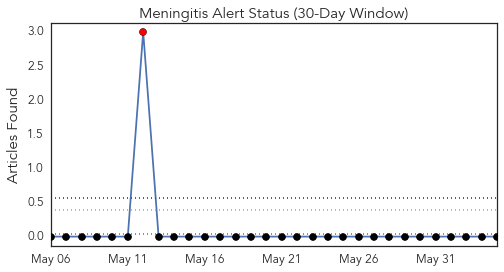 Meningitis Alert Status (30-Day Window)
Articles Found
3.0
2.5
2.0
1.5
1.0
0.5
0.0
May 06 May 11 May 16 May 21 May 26 May 31